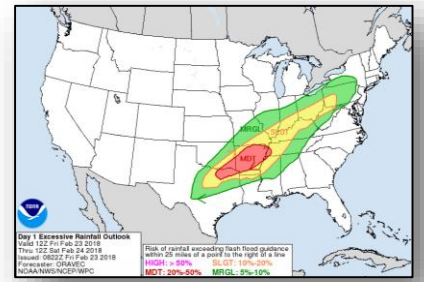 MRGL
SLGT
MDT
NOAA
Day 1 Excessive Rainfall Outlook
Valid 12Z Fri Feb 23 2018
Thru 12Z Sat Feb 24 2018
Issued: 0822Z Fri Feb 23 2018
Forecaster: ORAVEC
NOAA/NWS/NCEP/WPC
Risk of rainfall exceeding flash flood guidance
within 25 miles of a point to the right of a line
HIGH: > 50% SLGT: 10%-20%
MDT: 20%-50% MRGL: 5%-10%